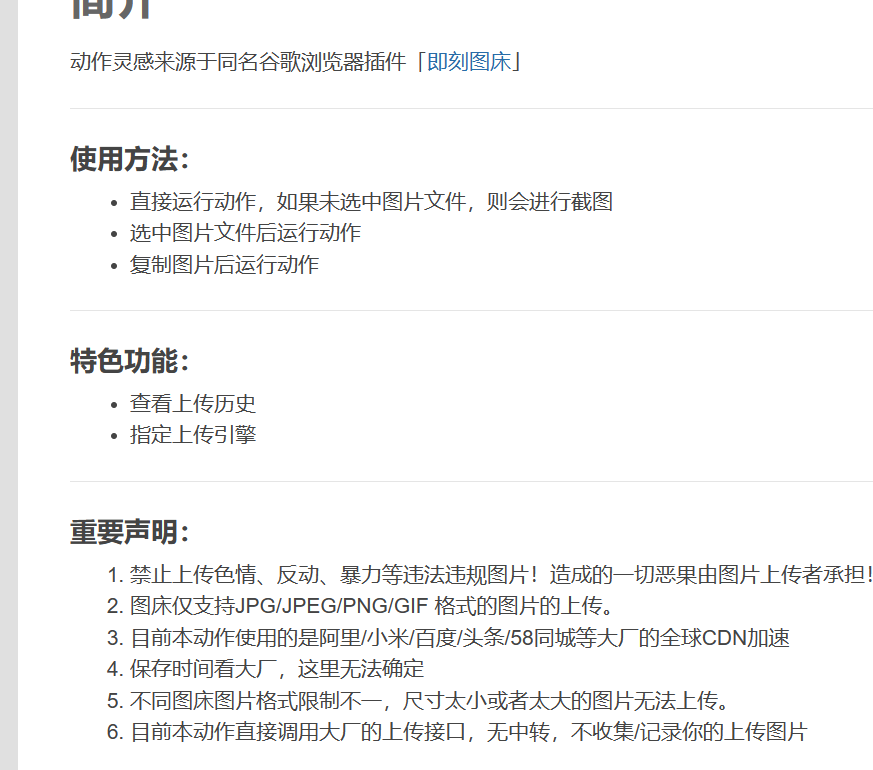 简介
动作灵感来源于同名谷歌浏览器插件「即刻图床」
使用方法：
• 直接运行动作，如果未选中图片文件，则会进行截图
• 选中图片文件后运行动作
• 复制图片后运行动作
特色功能：
• 查看上传历史
• 指定上传引擎
重要声明：
1. 禁止上传色情、反动、暴力等违法违规图片！造成的一切恶果由图片上传者承担！
2. 图床仅支持JPG/JPEG/PNG/GIF 格式的图片的上传。
3. 目前本动作使用的是阿里/小米/百度/头条/58同城等大厂的全球CDN加速
4. 保存时间看大厂，这里无法确定
5. 不同图床图片格式限制不一，尺寸太小或者太大的图片无法上传。
6. 目前本动作直接调用大厂的上传接口，无中转，不收集/记录你的上传图片